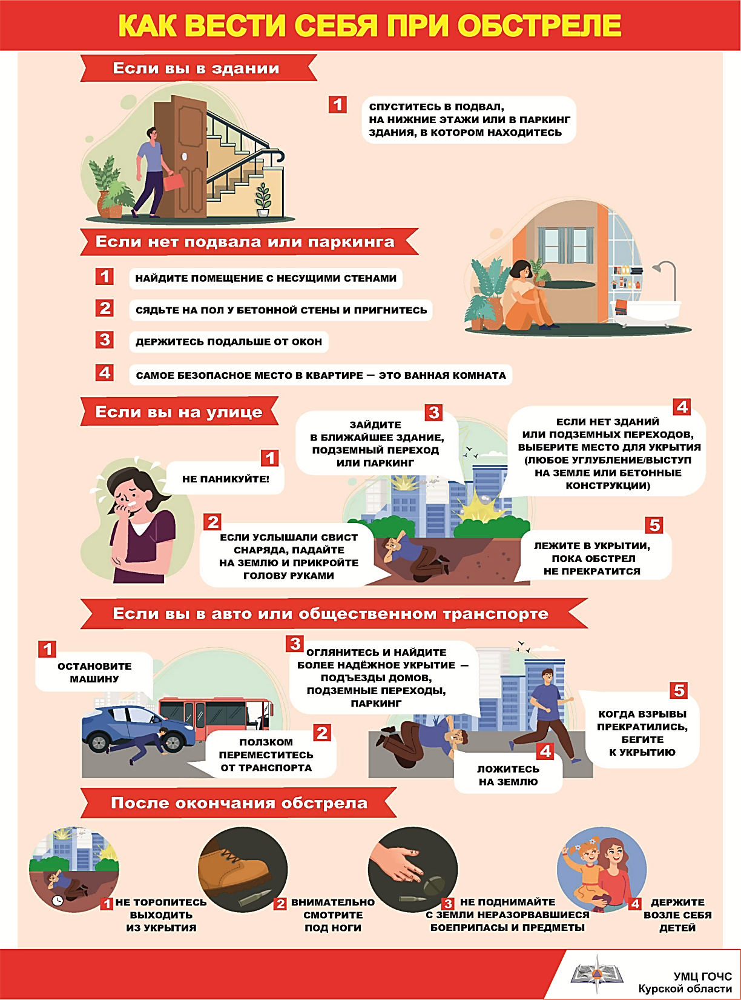 КАК ВЕСТИ СЕБЯ ПРИ ОБСТРЕЛЕ
Если вы в здании
1
СПУСТИТЕСЬ В ПОДВАЛ,
НА НИЖНИЕ ЭТАЖИ ИЛИ В ПАРКИНГ
ЗДАНИЯ, В КОТОРОМ НАХОДИТЕСЬ
Если нет подвала или паркинга
1 НАЙДИТЕ ПОМЕЩЕНИЕ С НЕСУЩИМИ СТЕНАМИ
2 СЯДЬТЕ НА ПОЛ У БЕТОННОЙ СТЕНЫ И ПРИГНИТЕСЬ
3 ДЕРЖИТЕСЬ ПОДАЛЬШЕ ОТ ОКОН
4 САМОЕ БЕЗОПАСНОЕ МЕСТО В КВАРТИРЕ — ЭТО ВАННАЯ КОМНАТА
Если вы на улице
1
НЕ ПАНИКУЙТЕ!
2
ЕСЛИ УСЛЫШАЛИ СВИСТ
СНАРЯДА, ПАДАЙТЕ
НА ЗЕМЛЮ И ПРИКРОЙТЕ
ГОЛОВУ РУКАМИ
3
ЗАЙДИТЕ
В БЛИЖАЙШЕЕ ЗДАНИЕ,
ПОДЗЕМНЫЙ ПЕРЕХОД
ИЛИ ПАРКИНГ
4
ЕСЛИ НЕТ ЗДАНИЙ
ИЛИ ПОДЗЕМНЫХ ПЕРЕХОДОВ,
ВЫБЕРИТЕ МЕСТО ДЛЯ УКРЫТИЯ
(ЛЮБОЕ УГЛУБЛЕНИЕ/ВЫСТУП
НА ЗЕМЛЕ ИЛИ БЕТОННЫЕ
КОНСТРУКЦИИ)
5
ЛЕЖИТЕ В УКРЫТИИ,
ПОКА ОБСТРЕЛ
НЕ ПРЕКРАТИТСЯ
Если вы в авто или общественном транспорте
1
ОСТАНОВИТЕ
МАШИНУ
2
ПОЛЗКОМ
ПЕРЕМЕСТИТЕСЬ
ОТ ТРАНСПОРТА
3
ОГЛЯНИТЕСЬ И НАЙДИТЕ
БОЛЕЕ НАДЁЖНОЕ УКРЫТИЕ —
ПОДЪЕЗДЫ ДОМОВ,
ПОДЗЕМНЫЕ ПЕРЕХОДЫ,
ПАРКИНГ
4
ЛОЖИТЕСЬ
НА ЗЕМЛЮ
5
КОГДА ВЗРЫВЫ
ПРЕКРАТИЛИСЬ,
БЕГИТЕ
К УКРЫТИЮ
После окончания обстрела
1 НЕ ТОРОПИТЕСЬ
ВЫХОДИТЬ
ИЗ УКРЫТИЯ
2 ВНИМАТЕЛЬНО
СМОТРИТЕ
ПОД НОГИ
3 НЕ ПОДНИМАЙТЕ
С ЗЕМЛИ НЕРАЗОРВАВШИЕСЯ
БОЕПРИПАСЫ И ПРЕДМЕТЫ
4 ДЕРЖИТЕ
ВОЗЛЕ СЕБЯ
ДЕТЕЙ
УМЦ ГОЧС
Курской области